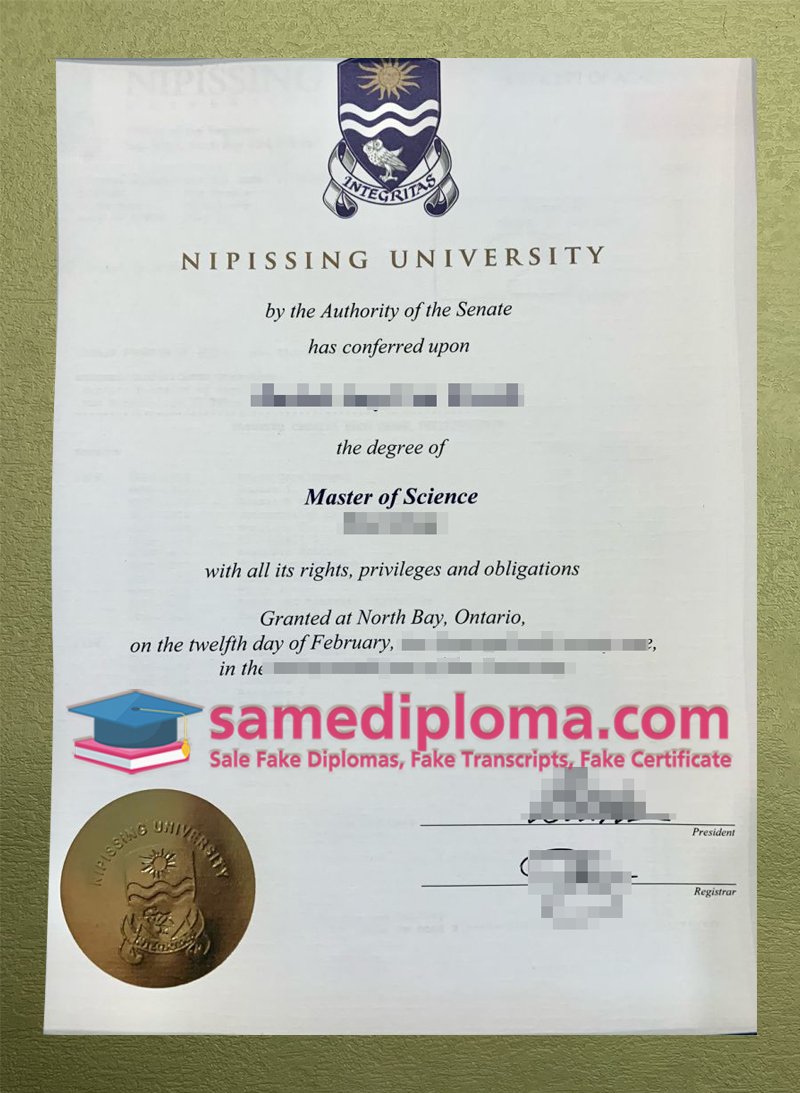 INTEGRITAS
NIPISSING UNIVERSITY
by the Authority of the Senate
has conferred upon
the degree of
Master of Science
with all its rights, privileges and obligations
Granted at North Bay, Ontario,
on the twelfth day of February,
in the
samediploma.com
Sale Fake Diplomas, Fake Transcripts, Fake Certificate
NIPISSING UNIVERSITY
INTEGRITAS
President
Registrar